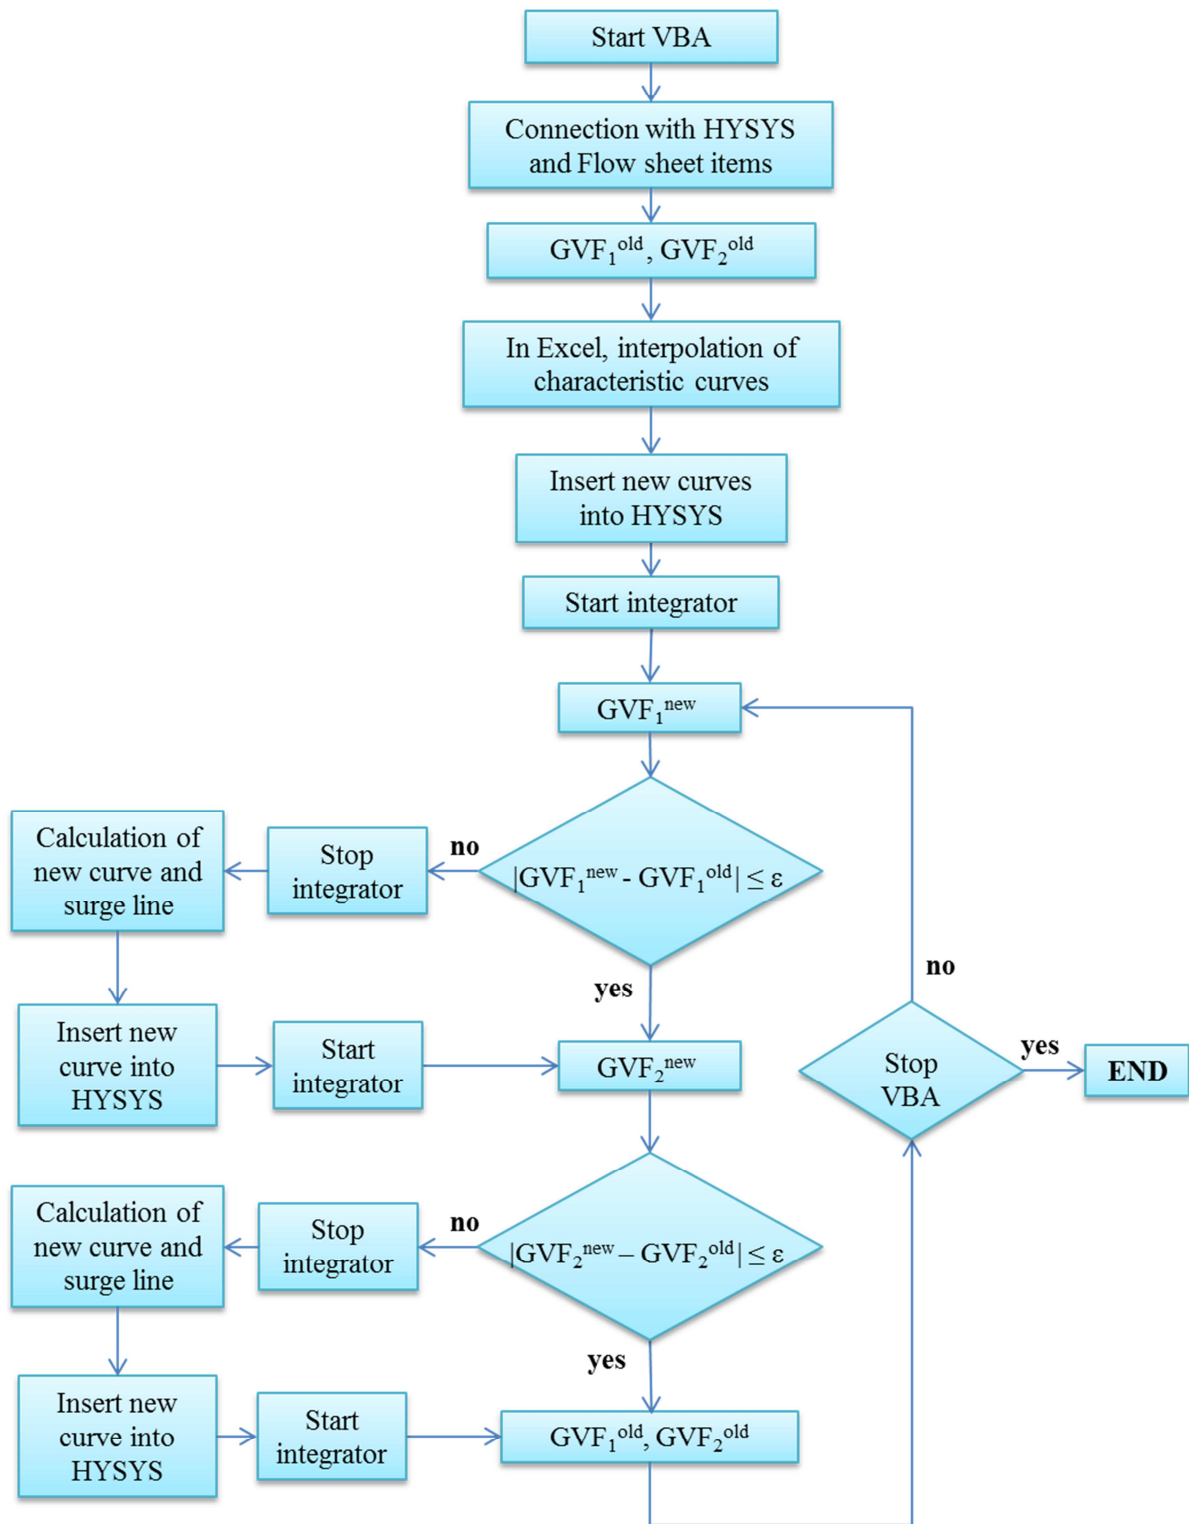 Start VBA
Connection with HYSYS
and Flow sheet items
GVF₁ᵒˡᵈ, GVF₂ᵒˡᵈ
In Excel, interpolation of
characteristic curves
Insert new curves
into HYSYS
Start integrator
GVF₁ⁿᵉʷ
|GVF₁ⁿᵉʷ - GVF₁ᵒˡᵈ| ≤ ε
no
Stop
integrator
Calculation of
new curve and
surge line
Insert new
curve into
HYSYS
Start
integrator
yes
GVF₂ⁿᵉʷ
|GVF₂ⁿᵉʷ – GVF₂ᵒˡᵈ| ≤ ε
no
Stop
integrator
Calculation of
new curve and
surge line
Insert new
curve into
HYSYS
Start
integrator
yes
GVF₁ᵒˡᵈ, GVF₂ᵒˡᵈ
Stop
VBA
no
yes
END